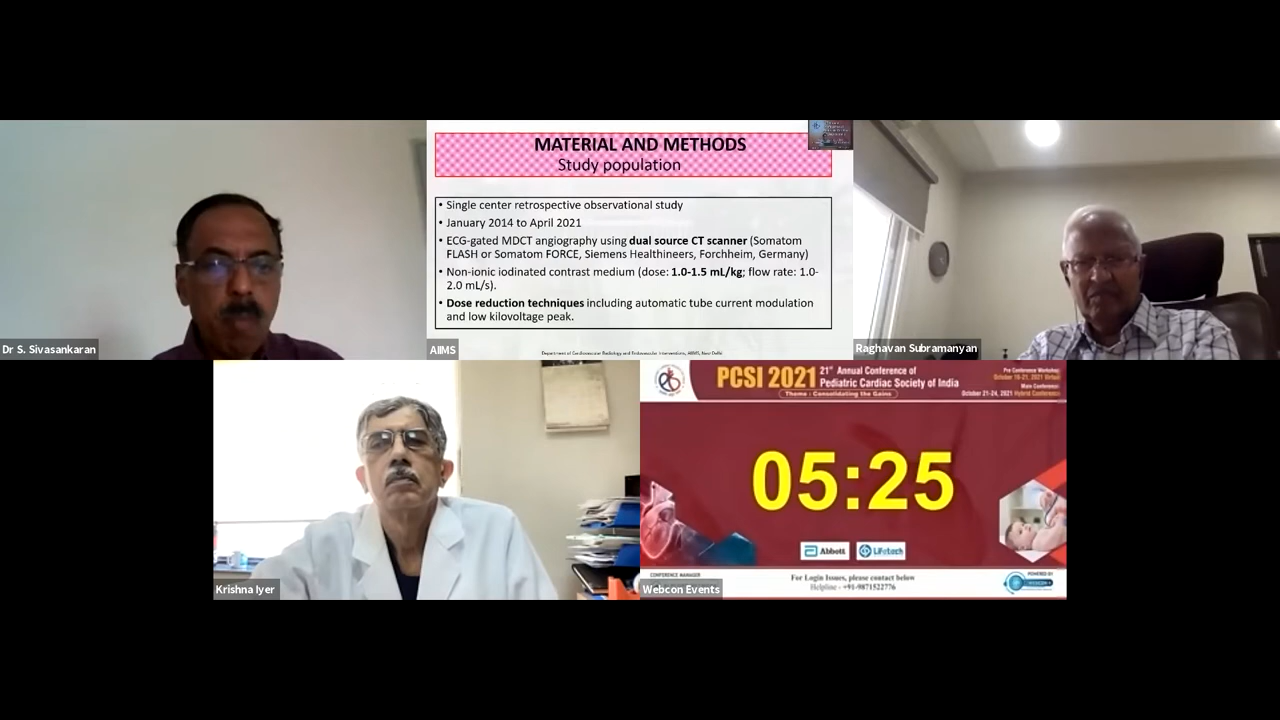 MATERIAL AND METHODS
Study population
• Single center retrospective observational study
• January 2014 to April 2021
• ECG-gated MDCT angiography using dual source CT scanner (Somatom
FLASH or Somatom FORCE, Siemens Healthineers, Forchheim, Germany)
• Non-ionic iodinated contrast medium (dose: 1.0-1.5 mL/kg; flow rate: 1.0-
2.0 mL/s).
• Dose reduction techniques including automatic tube current modulation
and low kilovoltage peak.
Department of Cardiovascular Radiology and Endovascular Interventions, AIIMS, New Delhi
Dr S. Sivasankaran
AIIMS
Raghavan Subramanyan
PCSI 2021
21st Annual Conference of
Pediatric Cardiac Society of India
Theme : Consolidating the Gains
Pre Conference Workshop
October 18-21, 2021 Virtual
Main Conference
October 21-24, 2021 Hybrid Conference
05:25
Abbott
Lifetech
CONFERENCE MANAGER
For Login Issues, please contact below
Helpline - +91-9871522776
POWERED BY
Krishna Iyer
Webcon Events